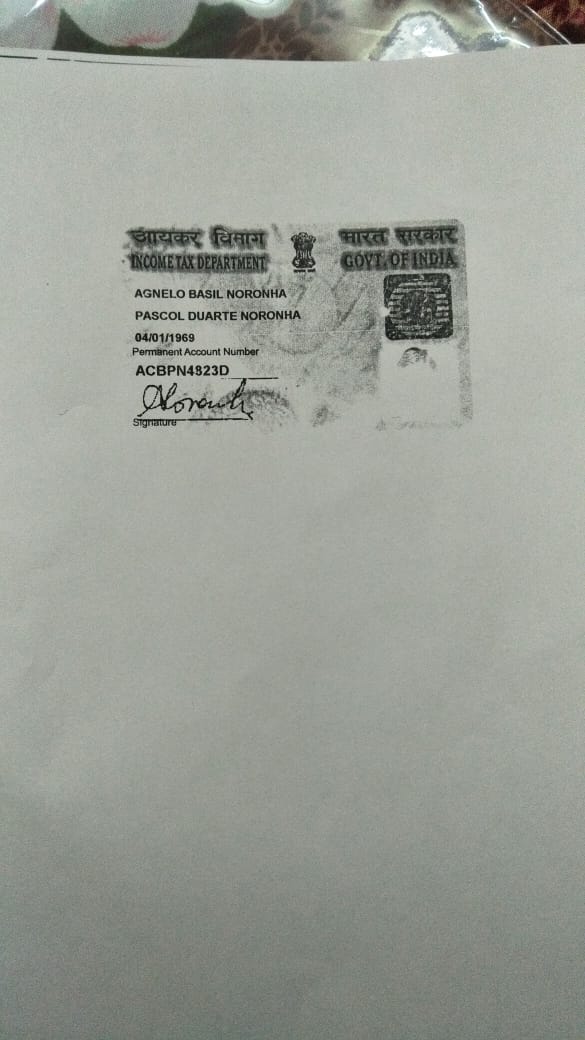 आयकर विभाग
भारत सरकार
INCOME TAX DEPARTMENT
GOVT. OF INDIA
AGNELO BASIL NORONHA
PASCOL DUARTE NORONHA
04/01/1969
Permanent Account Number
ACBPN4823D
Signature